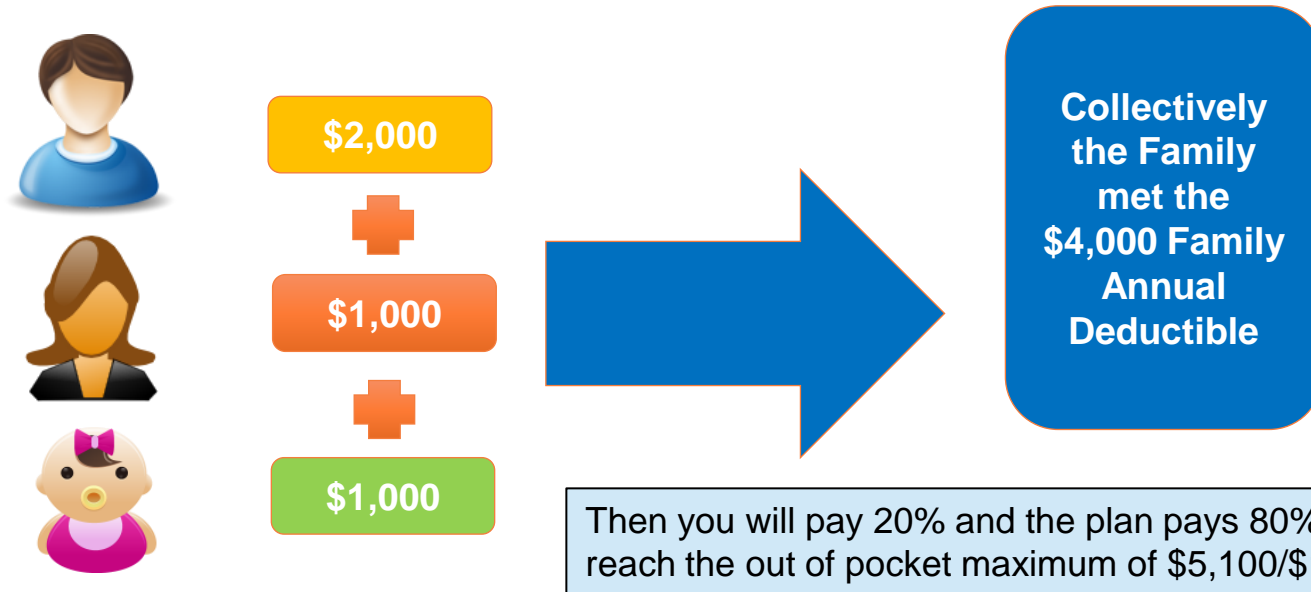 $2,000
$1,000
$1,000
Collectively
the Family
met the
$4,000 Family
Annual
Deductible
Then you will pay 20% and the plan pays 80%
reach the out of pocket maximum of $5,100/$